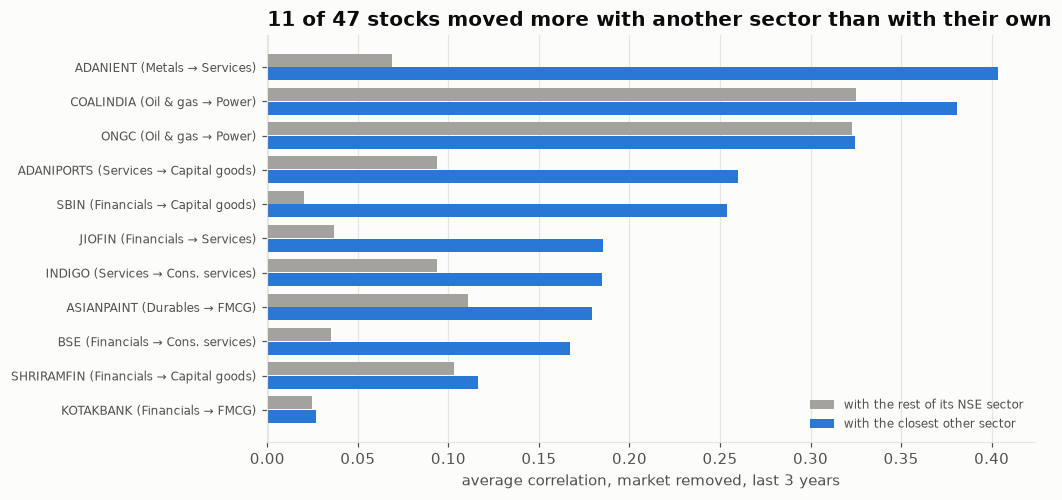 11 of 47 stocks moved more with another sector than with their own
ADANIENT (Metals → Services)
COALINDIA (Oil & gas → Power)
ONGC (Oil & gas → Power)
ADANIPORTS (Services → Capital goods)
SBIN (Financials → Capital goods)
JIOFIN (Financials → Services)
INDIGO (Services → Cons. services)
ASIANPAINT (Durables → FMCG)
BSE (Financials → Cons. services)
SHRIRAMFIN (Financials → Capital goods)
KOTAKBANK (Financials → FMCG)
with the rest of its NSE sector
with the closest other sector
0.00 0.05 0.10 0.15 0.20 0.25 0.30 0.35 0.40
average correlation, market removed, last 3 years